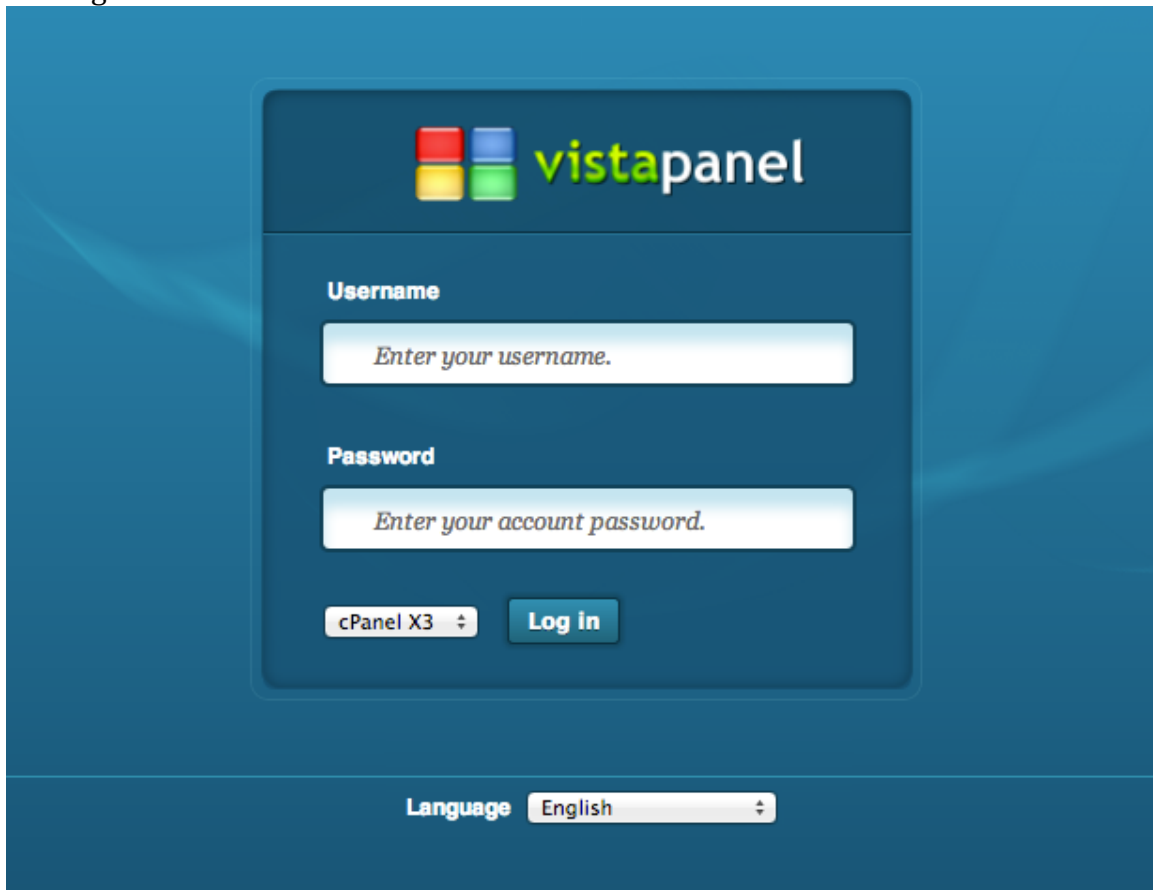 vistapanel
Username
Enter your username.
Password
Enter your account password.
cPanel X3 Log in
Language English